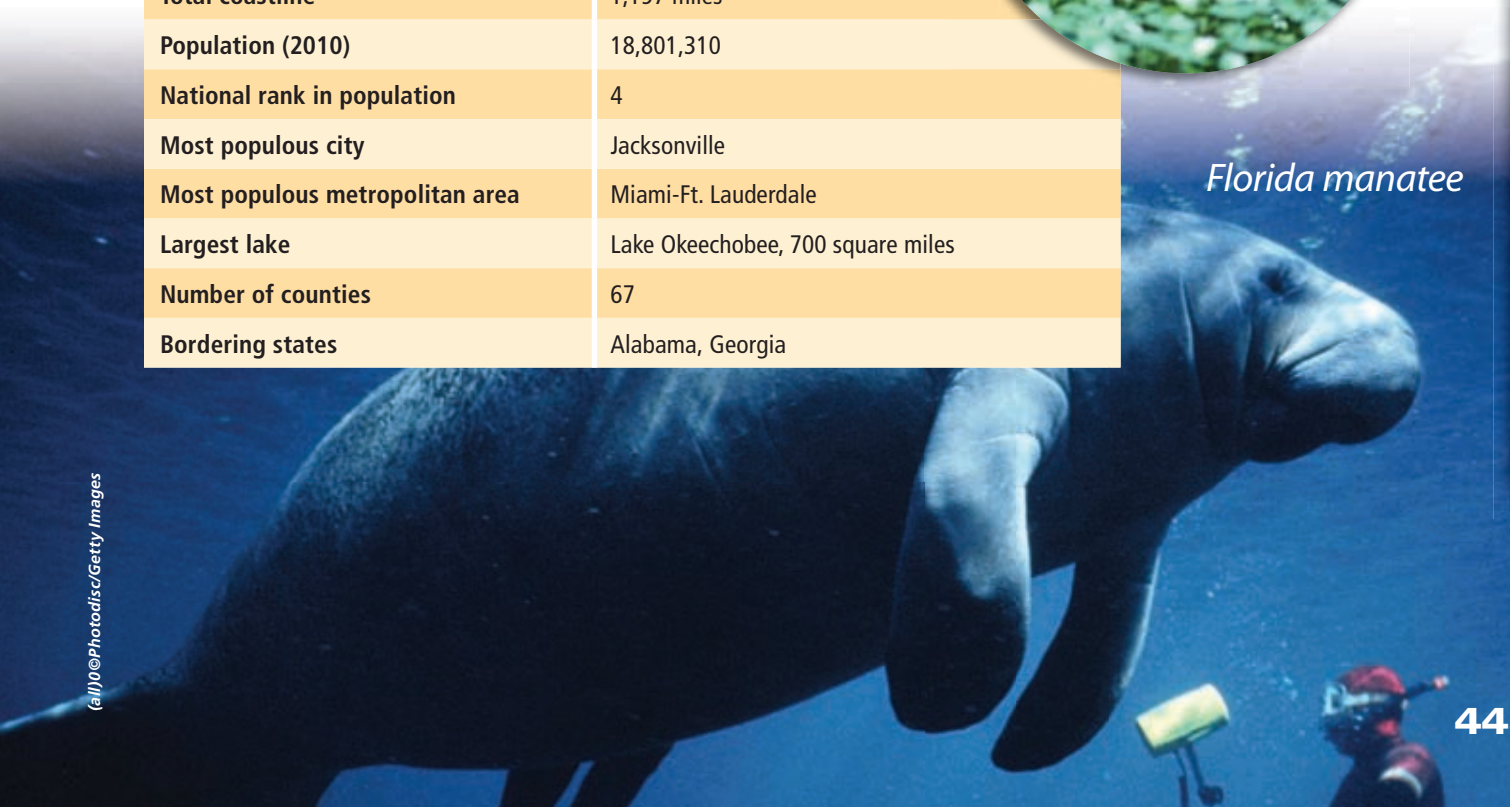 Population (2010) 18,801,310
National rank in population 4
Most populous city Jacksonville
Most populous metropolitan area Miami-Ft. Lauderdale
Largest lake Lake Okeechobee, 700 square miles
Number of counties 67
Bordering states Alabama, Georgia
Florida manatee
(all)0©Photodisc/Getty Images
44